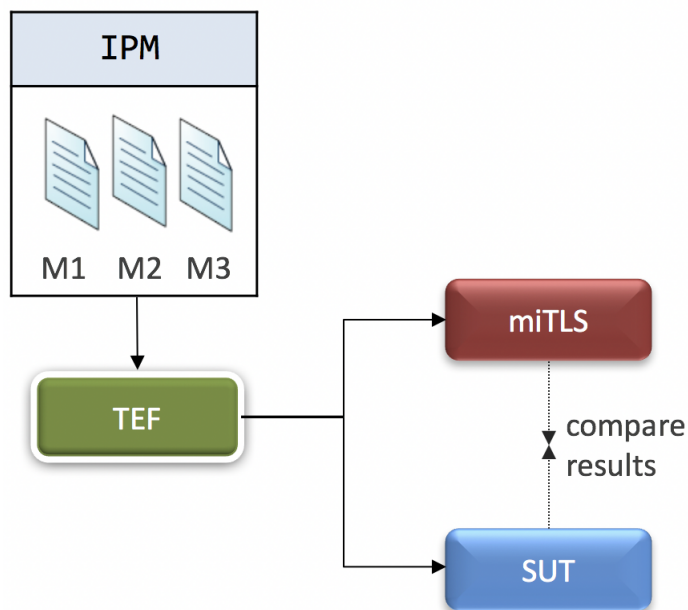 IPM
M1 M2 M3
miTLS
TEF
compare
results
SUT